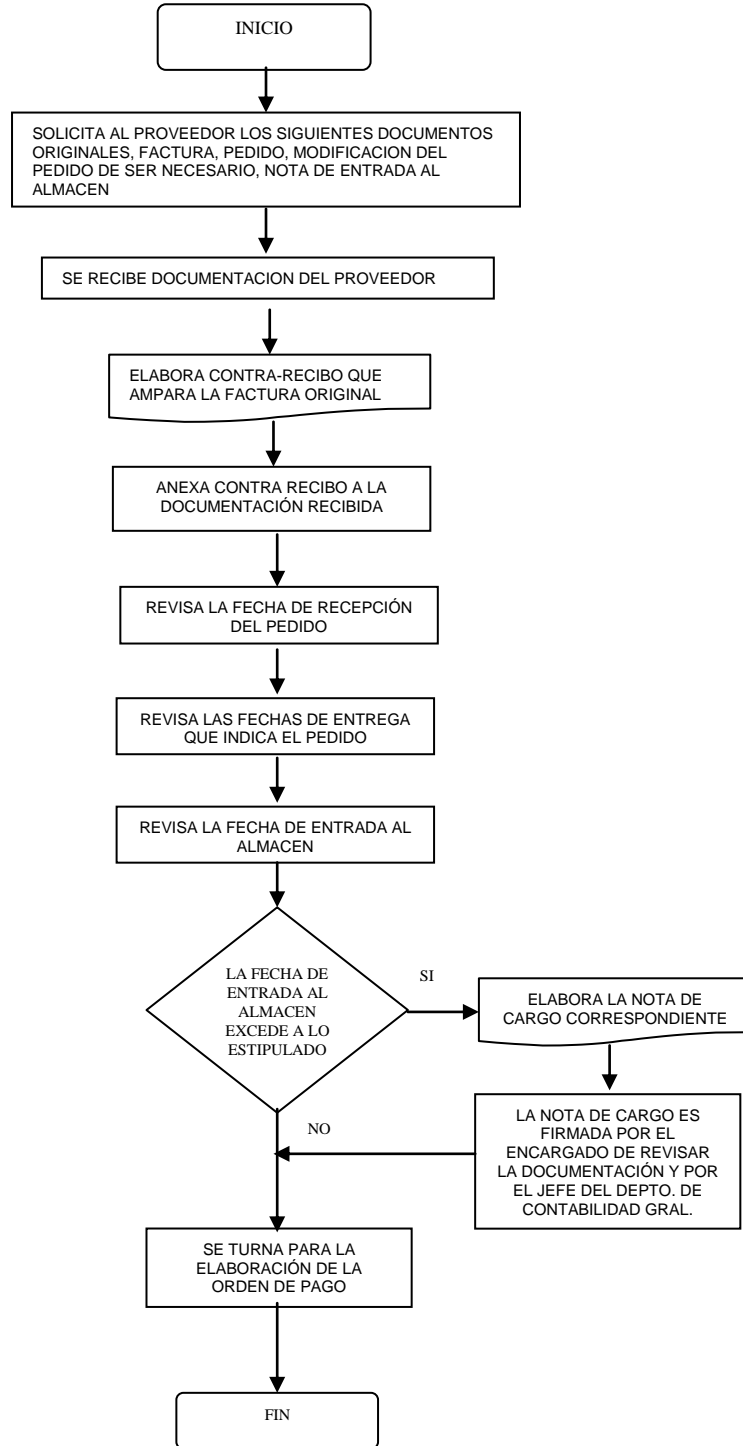 INICIO
SOLICITA AL PROVEEDOR LOS SIGUIENTES DOCUMENTOS
ORIGINALES, FACTURA, PEDIDO, MODIFICACION DEL
PEDIDO DE SER NECESARIO, NOTA DE ENTRADA AL
ALMACEN
SE RECIBE DOCUMENTACION DEL PROVEEDOR
ELABORA CONTRA-RECIBO QUE
AMPARA LA FACTURA ORIGINAL
ANEXA CONTRA RECIBO A LA
DOCUMENTACIÓN RECIBIDA
REVISA LA FECHA DE RECEPCIÓN
DEL PEDIDO
REVISA LAS FECHAS DE ENTREGA
QUE INDICA EL PEDIDO
REVISA LA FECHA DE ENTRADA AL
ALMACEN
LA FECHA DE
ENTRADA AL
ALMACEN
EXCEDE A LO
ESTIPULADO
SI
ELABORA LA NOTA DE
CARGO CORRESPONDIENTE
NO
LA NOTA DE CARGO ES
FIRMADA POR EL
ENCARGADO DE REVISAR
LA DOCUMENTACIÓN Y POR
EL JEFE DEL DEPTO. DE
CONTABILIDAD GRAL.
SE TURNA PARA LA
ELABORACIÓN DE LA
ORDEN DE PAGO
FIN